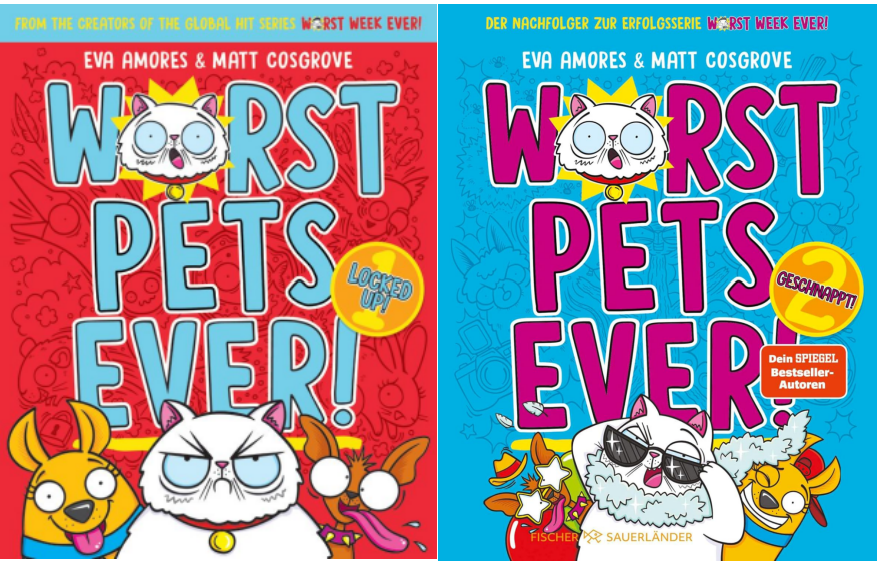 FROM THE CREATORS OF THE GLOBAL HIT SERIES WORST WEEK EVER!
EVA AMORES & MATT COSGROVE
WORST
PETS
EVER!
1
LOCKED
UP!
DER NACHFOLGER ZUR ERFOLGSSERIE WORST WEEK EVER!
EVA AMORES & MATT COSGROVE
WORST
PETS
EVER!
2
GESCHNAPPT!
Dein SPIEGEL
Bestseller-
Autoren
FISCHER SAUERLÄNDER